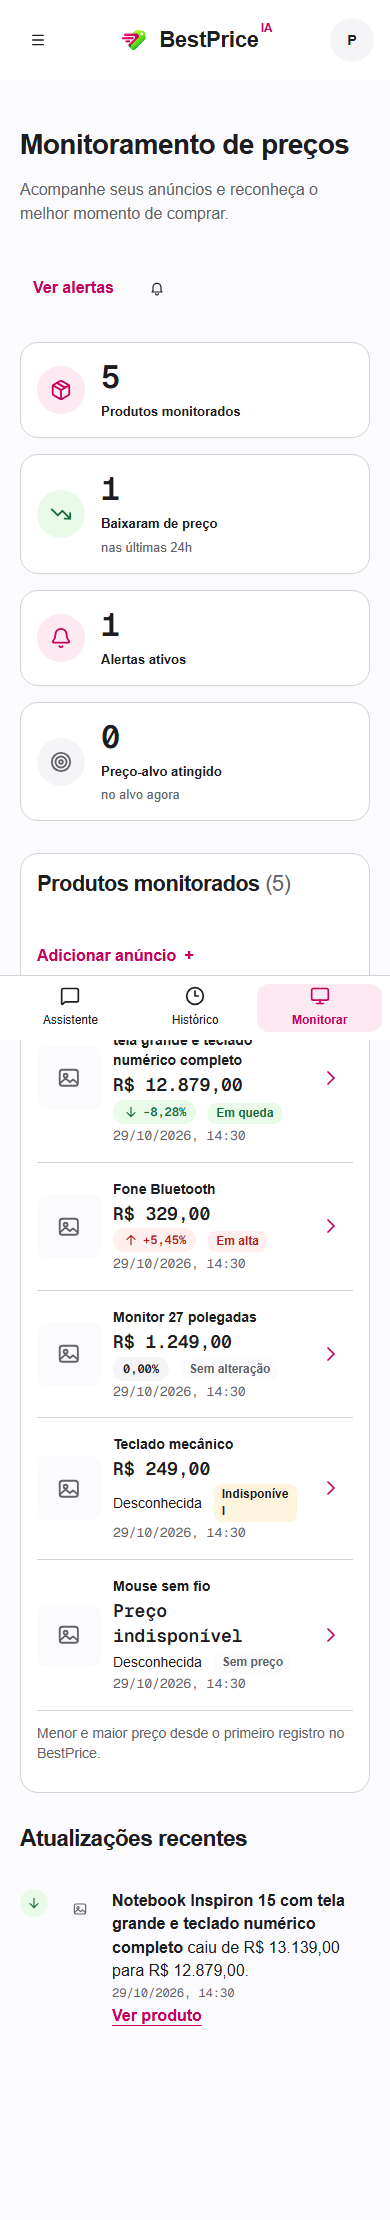 BestPrice IA
P
Monitoramento de preços
Acompanhe seus anúncios e reconheça o
melhor momento de comprar.
Ver alertas
5
Produtos monitorados
1
Baixaram de preço
nas últimas 24h
1
Alertas ativos
0
Preço-alvo atingido
no alvo agora
Produtos monitorados (5)
Adicionar anúncio +
Assistente
Histórico
Monitorar
tela grande e teclado
numérico completo
R$ 12.879,00
↓ -8,28% Em queda
29/10/2026, 14:30
Fone Bluetooth
R$ 329,00
↑ +5,45% Em alta
29/10/2026, 14:30
Monitor 27 polegadas
R$ 1.249,00
0,00% Sem alteração
29/10/2026, 14:30
Teclado mecânico
R$ 249,00
Desconhecida Indisponíve
l
29/10/2026, 14:30
Mouse sem fio
Preço
indisponível
Desconhecida Sem preço
29/10/2026, 14:30
Menor e maior preço desde o primeiro registro no
BestPrice.
Atualizações recentes
Notebook Inspiron 15 com tela
grande e teclado numérico
completo caiu de R$ 13.139,00
para R$ 12.879,00.
29/10/2026, 14:30
Ver produto